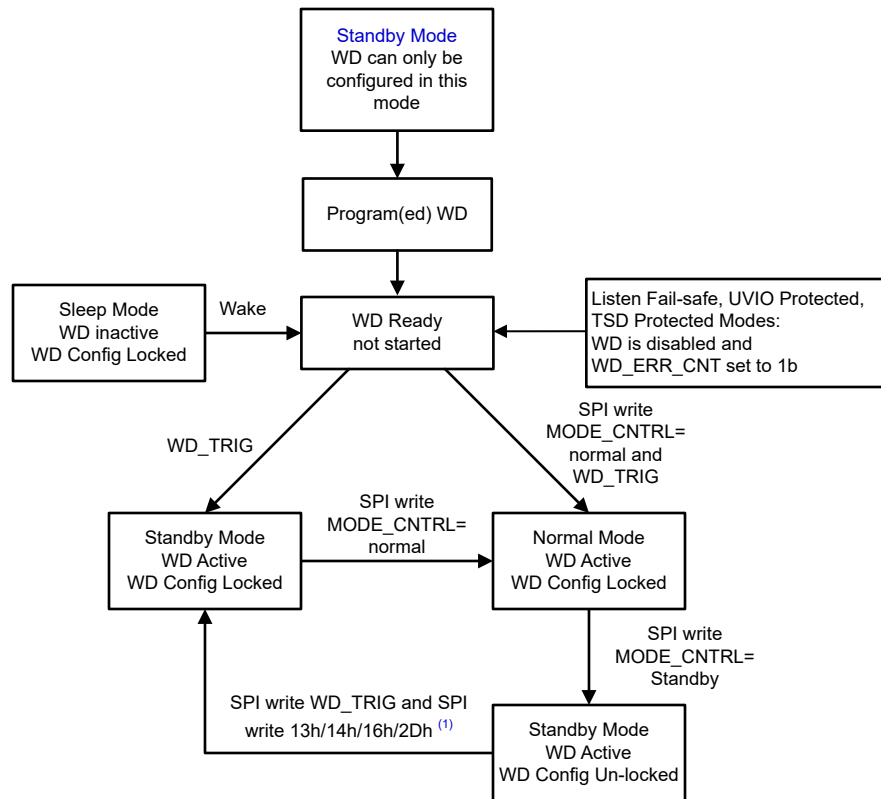 Standby Mode
WD can only be
configured in this
mode
Program(ed) WD
Sleep Mode
WD inactive
WD Config Locked
Wake
WD Ready
not started
Listen Fail-safe, UVIO Protected,
TSD Protected Modes:
WD is disabled and
WD_ERR_CNT set to 1b
WD_TRIG
SPI write
MODE_CNTRL=
normal and
WD_TRIG
Standby Mode
WD Active
WD Config Locked
SPI write
MODE_CNTRL=
normal
Normal Mode
WD Active
WD Config Locked
SPI write
MODE_CNTRL=
Standby
SPI write WD_TRIG and SPI
write 13h/14h/16h/2Dh (1)
Standby Mode
WD Active
WD Config Un-locked